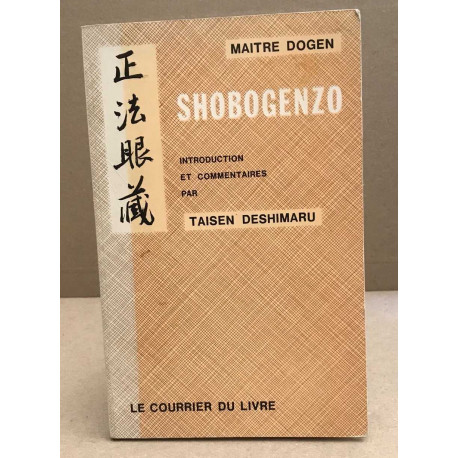 正法眼蔵
MAITRE DOGEN
SHOBOGENZO
INTRODUCTION
ET COMMENTAIRES
PAR
TAISEN DESHIMARU
LE COURRIER DU LIVRE